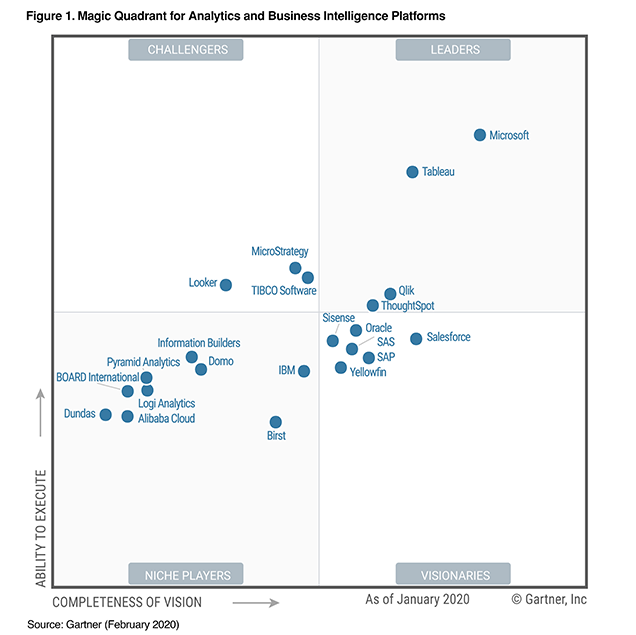 Figure 1. Magic Quadrant for Analytics and Business Intelligence Platforms
CHALLENGERS
LEADERS
Microsoft
Tableau
MicroStrategy
Looker
TIBCO Software
Qlik
ThoughtSpot
Sisense
Oracle
Salesforce
SAS
Information Builders
SAP
Pyramid Analytics
Domo
IBM
Yellowfin
BOARD International
Logi Analytics
Dundas
Alibaba Cloud
Birst
ABILITY TO EXECUTE
NICHE PLAYERS
VISIONARIES
COMPLETENESS OF VISION
As of January 2020
© Gartner, Inc
Source: Gartner (February 2020)